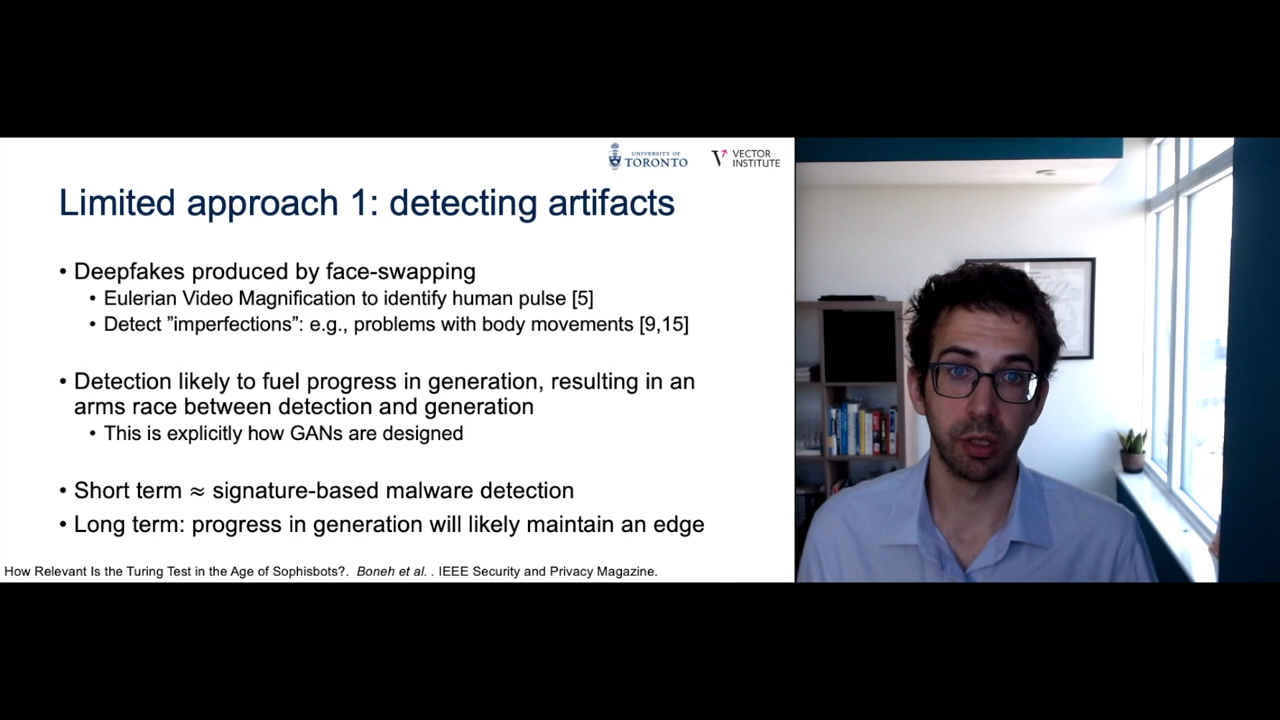 UNIVERSITY OF
TORONTO
VECTOR
INSTITUTE
Limited approach 1: detecting artifacts
• Deepfakes produced by face-swapping
• Eulerian Video Magnification to identify human pulse [5]
• Detect ”imperfections”: e.g., problems with body movements [9,15]
• Detection likely to fuel progress in generation, resulting in an
arms race between detection and generation
• This is explicitly how GANs are designed
• Short term ≈ signature-based malware detection
• Long term: progress in generation will likely maintain an edge
How Relevant Is the Turing Test in the Age of Sophisbots?. Boneh et al. . IEEE Security and Privacy Magazine.